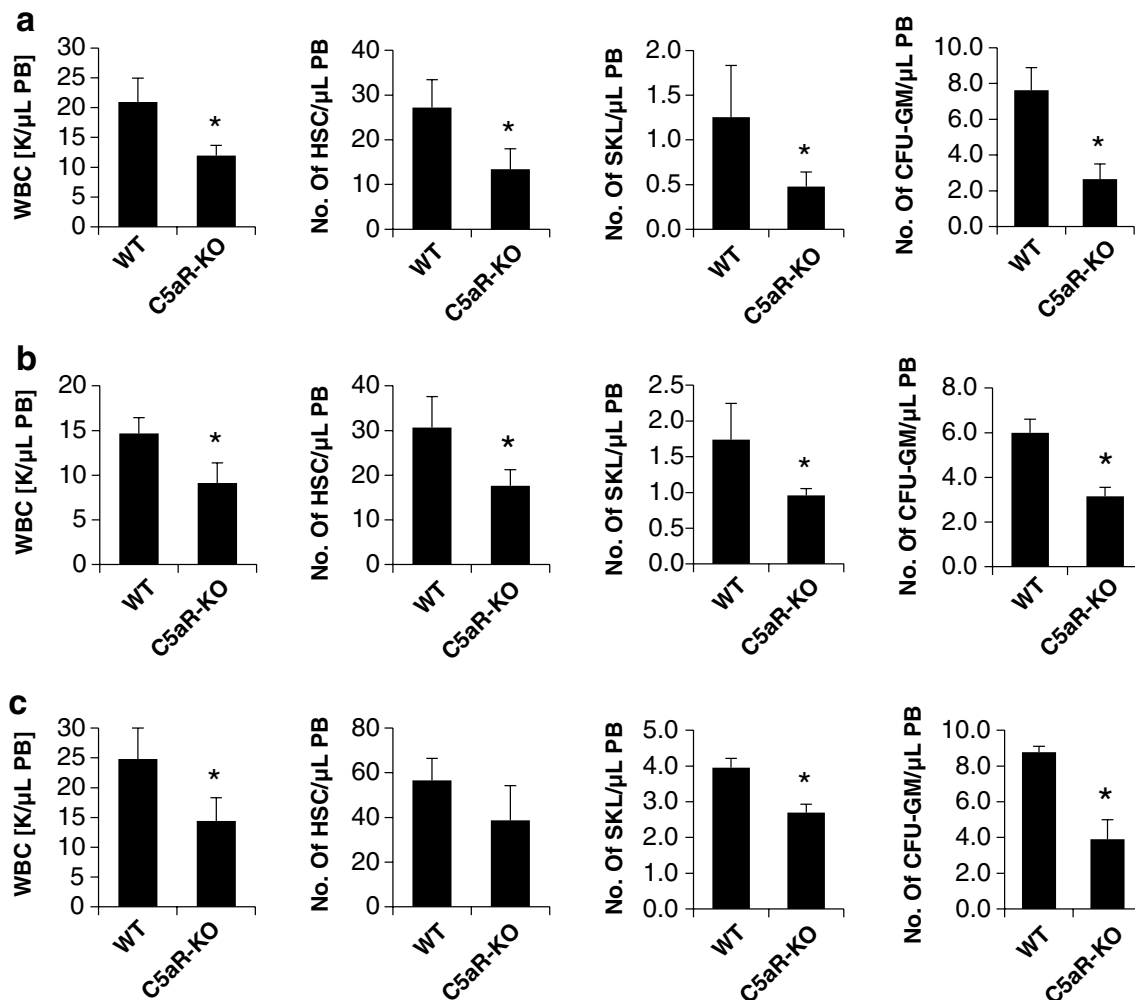 a
WBC [K/µL PB]
30
25
20
15
10
5
0
*
WT
C5aR-KO
No. Of HSC/µL PB
40
30
20
10
0
*
WT
C5aR-KO
No. Of SKL/µL PB
2.0
1.5
1.0
0.5
0.0
*
WT
C5aR-KO
No. Of CFU-GM/µL PB
10.0
8.0
6.0
4.0
2.0
0.0
*
WT
C5aR-KO
b
WBC [K/µL PB]
20
15
10
5
0
*
WT
C5aR-KO
No. Of HSC/µL PB
40
30
20
10
0
*
WT
C5aR-KO
No. Of SKL/µL PB
2.5
2.0
1.5
1.0
0.5
0.0
*
WT
C5aR-KO
No. Of CFU-GM/µL PB
8.0
6.0
4.0
2.0
0.0
*
WT
C5aR-KO
c
WBC [K/µL PB]
30
25
20
15
10
5
0
*
WT
C5aR-KO
No. Of HSC/µL PB
80
60
40
20
0
WT
C5aR-KO
No. Of SKL/µL PB
5.0
4.0
3.0
2.0
1.0
0.0
*
WT
C5aR-KO
No. Of CFU-GM/µL PB
10.0
8.0
6.0
4.0
2.0
0.0
*
WT
C5aR-KO